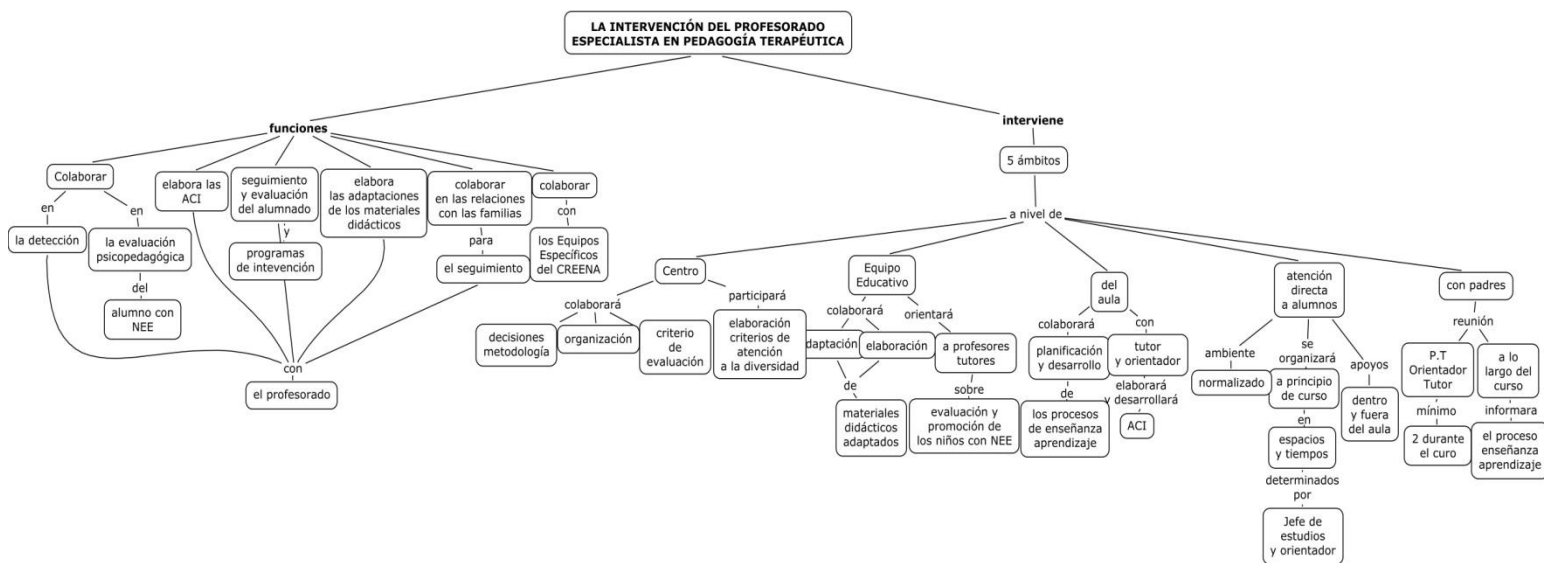 LA INTERVENCIÓN DEL PROFESORADO
ESPECIALISTA EN PEDAGOGÍA TERAPÉUTICA
funciones
Colaborar
en
la detección
en
la evaluación
psicopedagógica
del
alumno con
NEE
elabora las
ACI
seguimiento
y evaluación
del alumnado
y
programas
de intevención
elabora
las adaptaciones
de los materiales
didácticos
colaborar
en las relaciones
con las familias
para
el seguimiento
colaborar
con
los Equipos
Específicos
del CREENA
con
el profesorado
interviene
5 ámbitos
a nivel de
Centro
colaborará
decisiones
metodología
organización
criterio
de
evaluación
participará
elaboración
criterios de
atención
a la diversidad
Equipo
Educativo
colaborará
daptación
elaboración
de
materiales
didácticos
adaptados
orientará
a profesores
tutores
sobre
evaluación y
promoción de
los niños con NEE
del
aula
colaborará
planificación
y desarrollo
de
los procesos
de enseñanza
aprendizaje
con
tutor
y orientador
elaborará
y desarrollará
ACI
atención
directa
a alumnos
ambiente
normalizado
se
organizará
a principio
de curso
en
espacios
y tiempos
determinados
por
Jefe de
estudios
y orientador
apoyos
dentro
y fuera
del aula
con padres
reunión
P.T
Orientador
Tutor
mínimo
2 durante
el curo
a lo
largo del
curso
informara
el proceso
enseñanza
aprendizaje